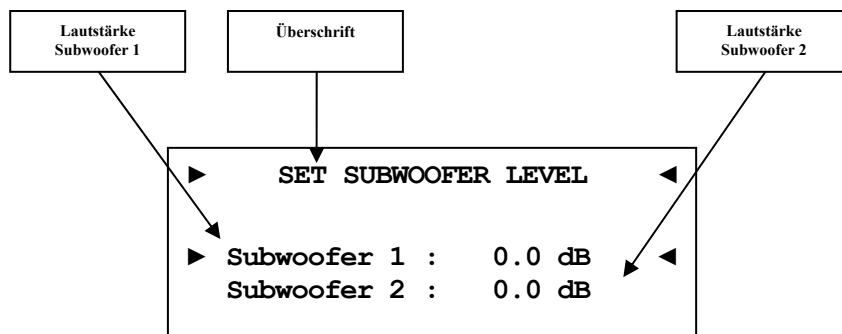 Lautstärke
Subwoofer 1
Überschrift
Lautstärke
Subwoofer 2
► SET SUBWOOFER LEVEL ◄
► Subwoofer 1 : 0.0 dB ◄
Subwoofer 2 : 0.0 dB